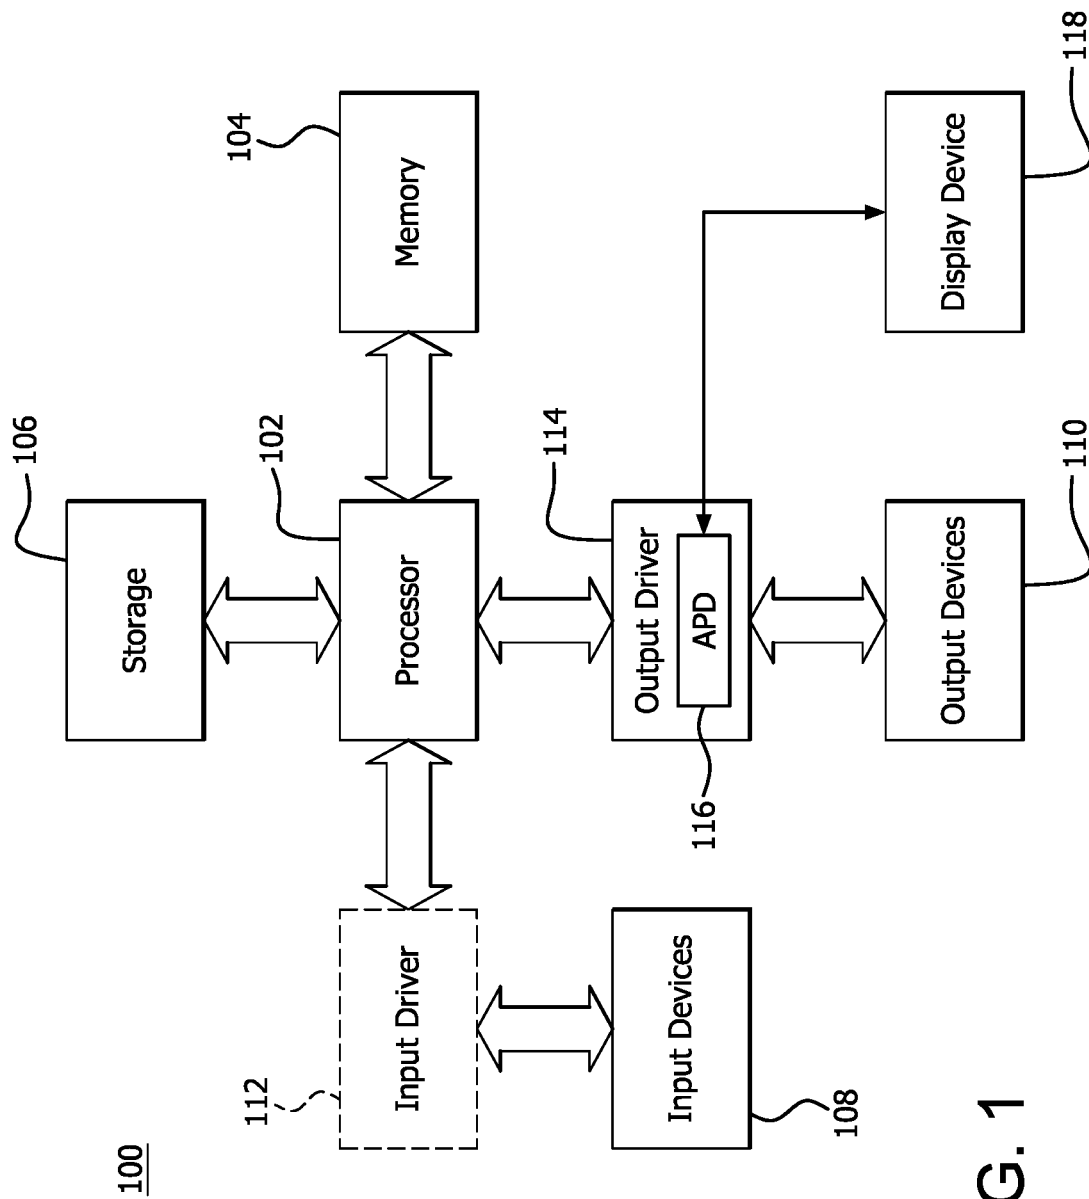 106
100
Storage
104
112
102
Input Driver
Processor
Memory
114
Output Driver
Input Devices
116
APD
108
Output Devices
Display Device
G. 1
110
118